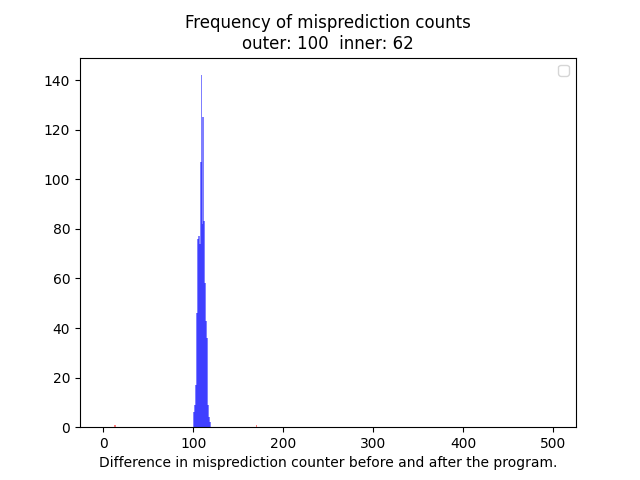 Frequency of misprediction counts
outer: 100  inner: 62
140
120
100
80
60
40
20
0
0 100 200 300 400 500
Difference in misprediction counter before and after the program.